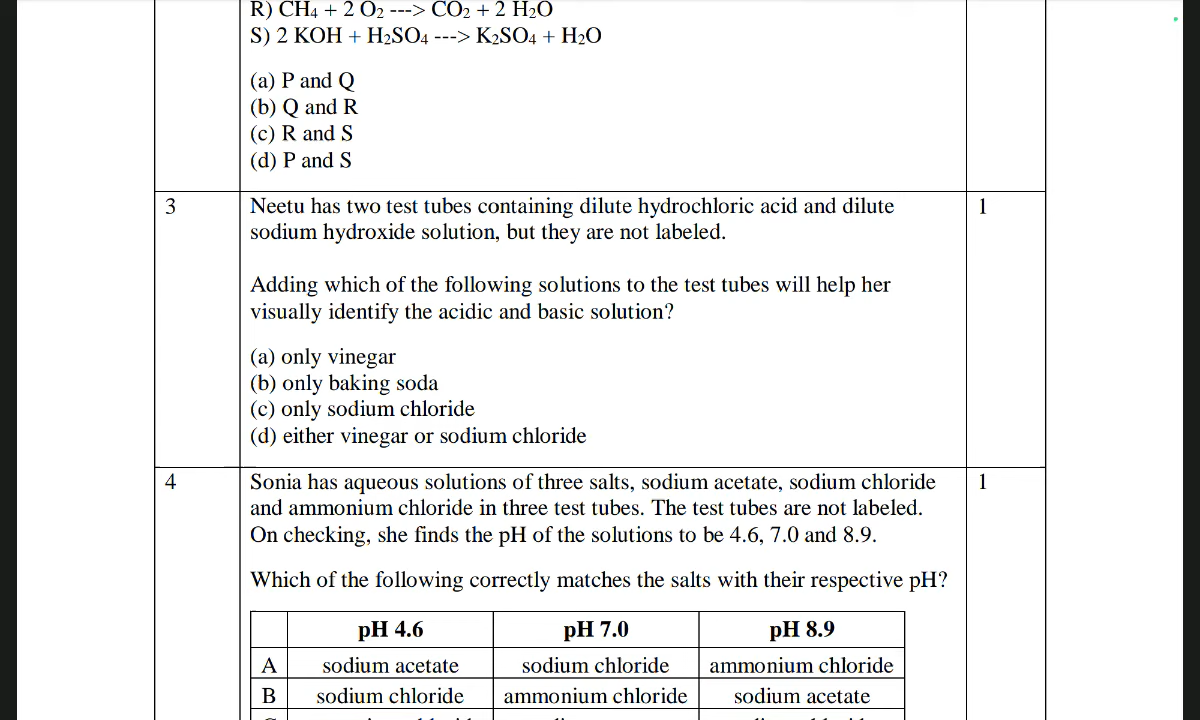 R) CH₄ + 2 O₂ ---> CO₂ + 2 H₂O
S) 2 KOH + H₂SO₄ ---> K₂SO₄ + H₂O
(a) P and Q
(b) Q and R
(c) R and S
(d) P and S
3 Neetu has two test tubes containing dilute hydrochloric acid and dilute 1
sodium hydroxide solution, but they are not labeled.
Adding which of the following solutions to the test tubes will help her
visually identify the acidic and basic solution?
(a) only vinegar
(b) only baking soda
(c) only sodium chloride
(d) either vinegar or sodium chloride
4 Sonia has aqueous solutions of three salts, sodium acetate, sodium chloride 1
and ammonium chloride in three test tubes. The test tubes are not labeled.
On checking, she finds the pH of the solutions to be 4.6, 7.0 and 8.9.
Which of the following correctly matches the salts with their respective pH?
pH 4.6 pH 7.0 pH 8.9
A sodium acetate sodium chloride ammonium chloride
B sodium chloride ammonium chloride sodium acetate